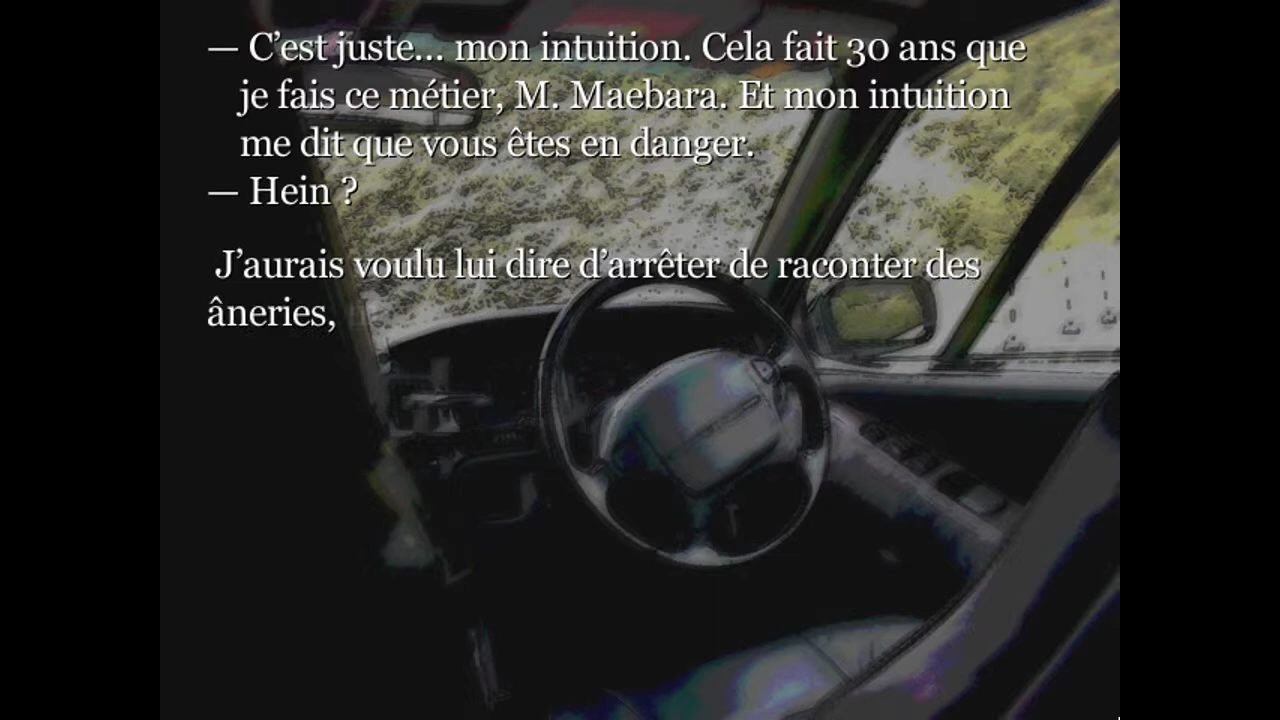 — C’est juste... mon intuition. Cela fait 30 ans que
je fais ce métier, M. Maebara. Et mon intuition
me dit que vous êtes en danger.
— Hein ?
J’aurais voulu lui dire d’arrêter de raconter des
âneries,